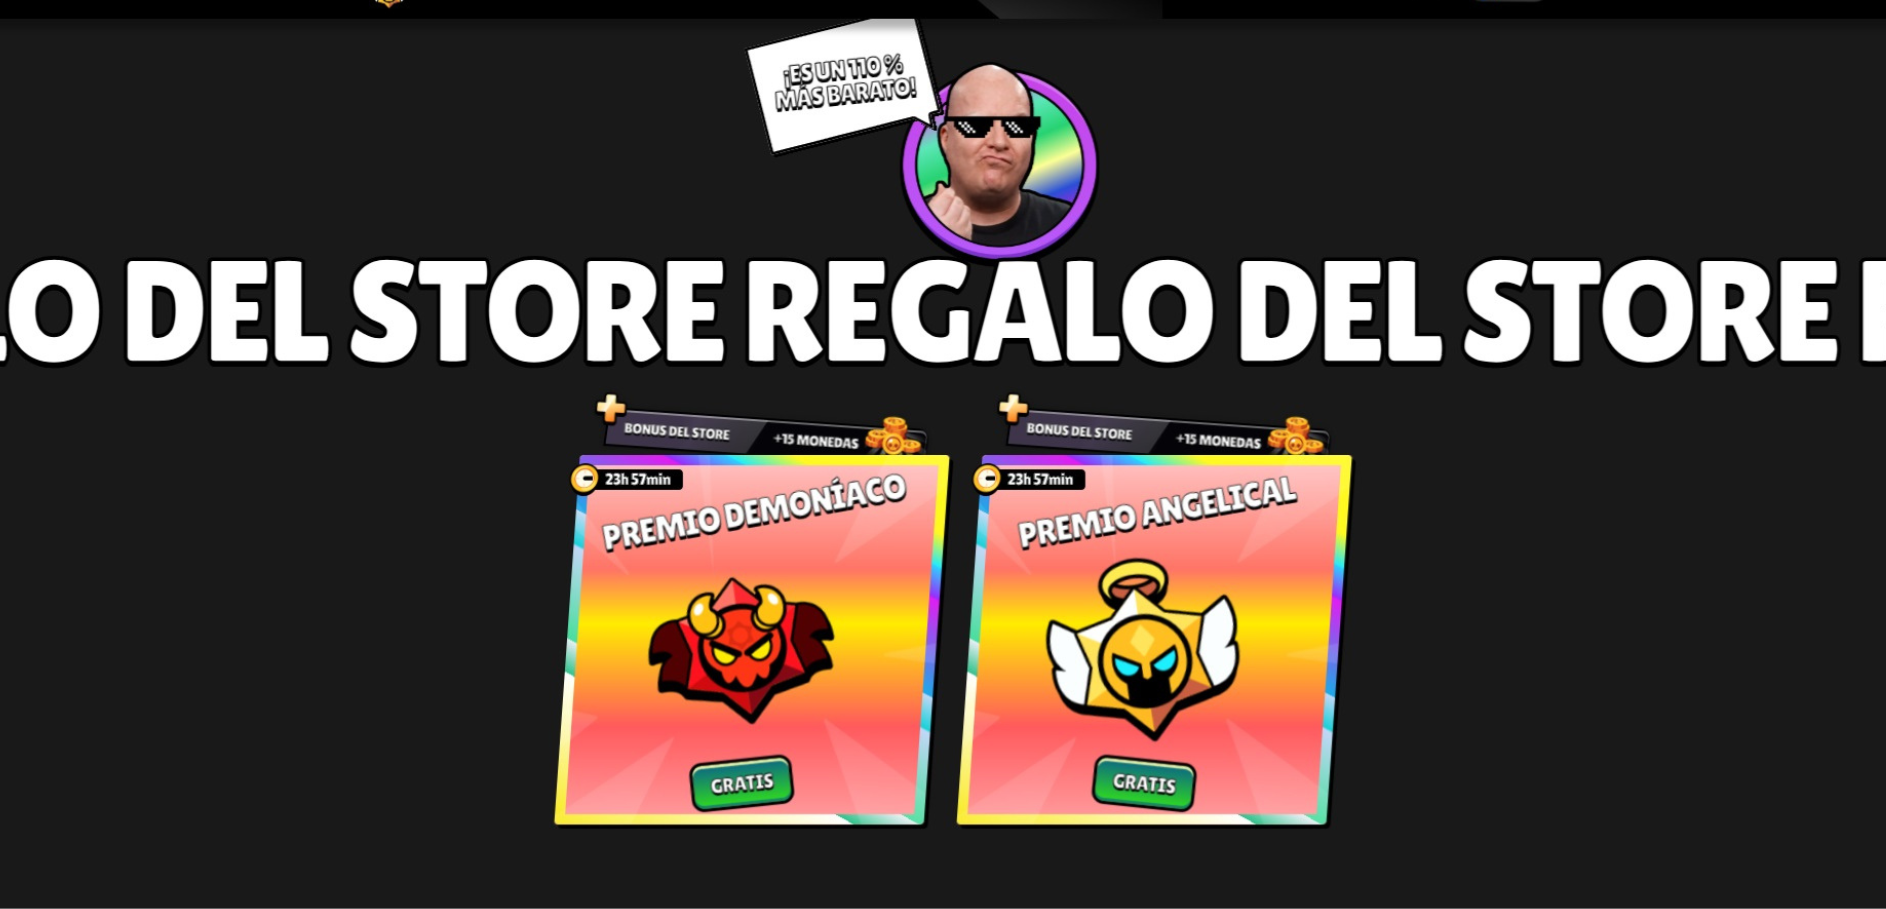 ¡ES UN 110 %
MÁS BARATO!
LO DEL STORE REGALO DEL STORE
BONUS DEL STORE
+15 MONEDAS
23h 57min
PREMIO DEMONÍACO
GRATIS
BONUS DEL STORE
+15 MONEDAS
23h 57min
PREMIO ANGELICAL
GRATIS